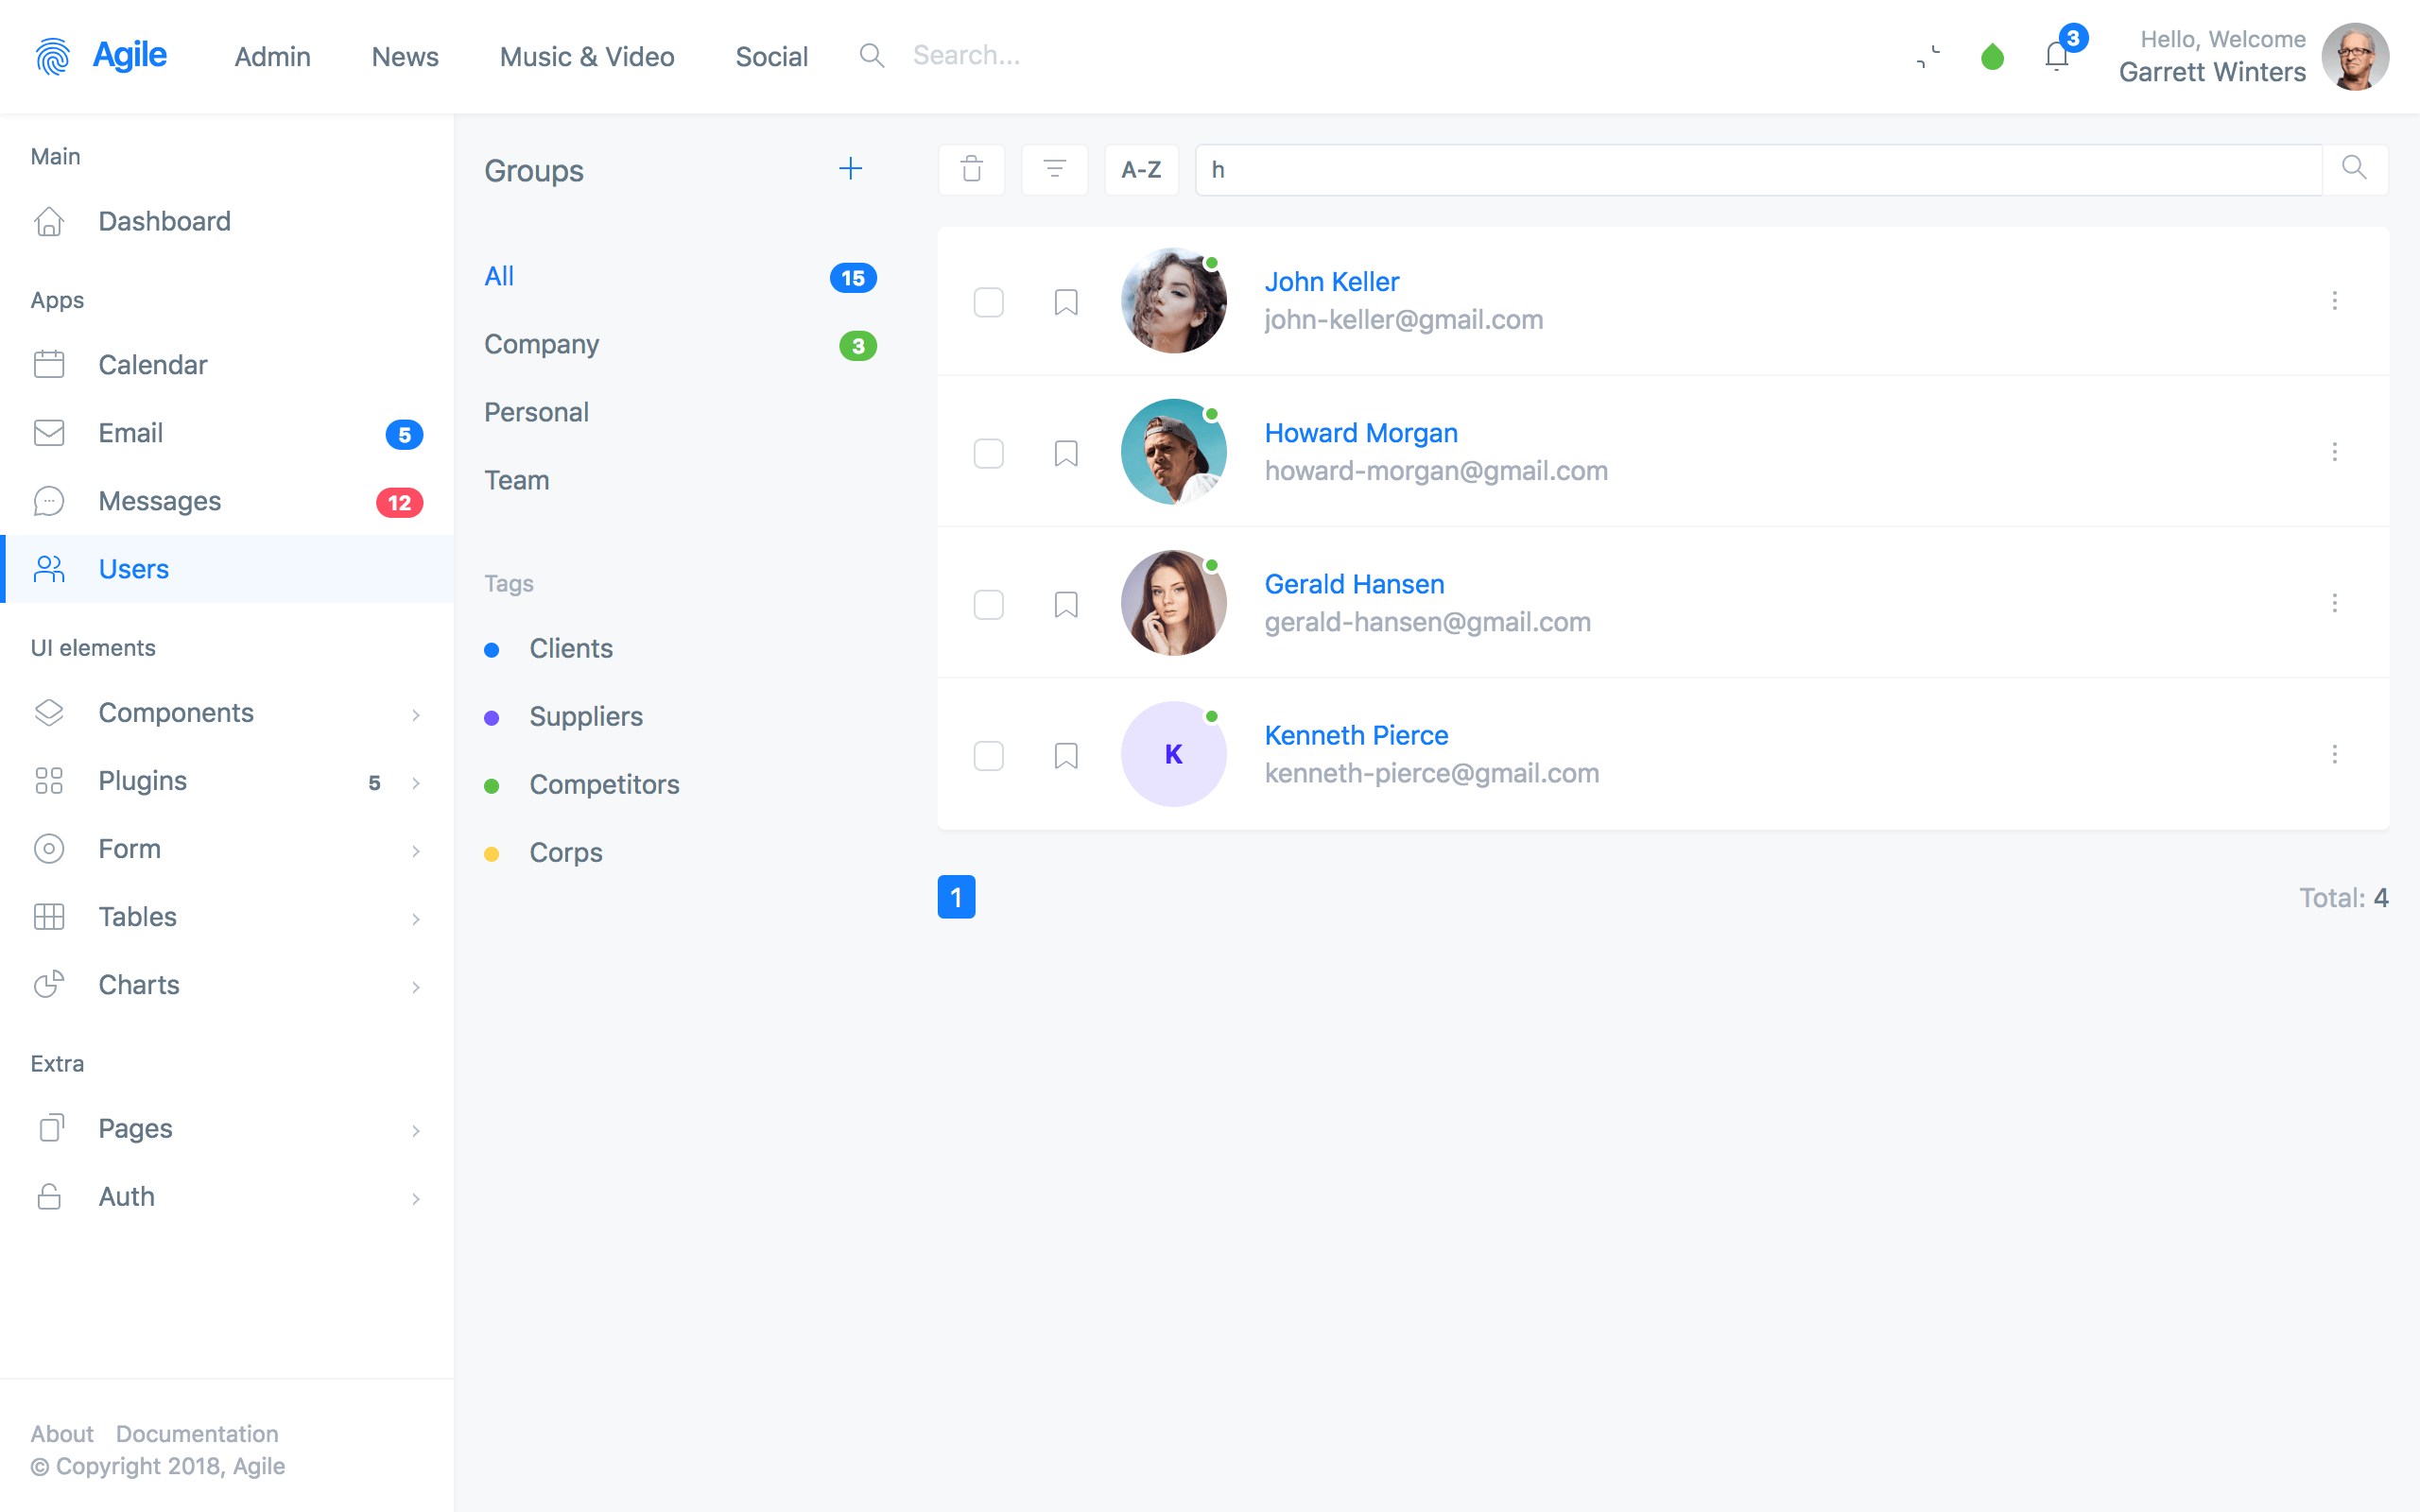 Agile
Admin
News
Music & Video
Social
Search...
3
Hello, Welcome
Garrett Winters
Main
Dashboard
Apps
Calendar
Email
5
Messages
12
Users
UI elements
Components
Plugins
5
Form
Tables
Charts
Extra
Pages
Auth
About
Documentation
© Copyright 2018, Agile
Groups
All
15
Company
3
Personal
Team
Tags
Clients
Suppliers
Competitors
Corps
A-Z
h
John Keller
john-keller@gmail.com
Howard Morgan
howard-morgan@gmail.com
Gerald Hansen
gerald-hansen@gmail.com
K
Kenneth Pierce
kenneth-pierce@gmail.com
1
Total: 4